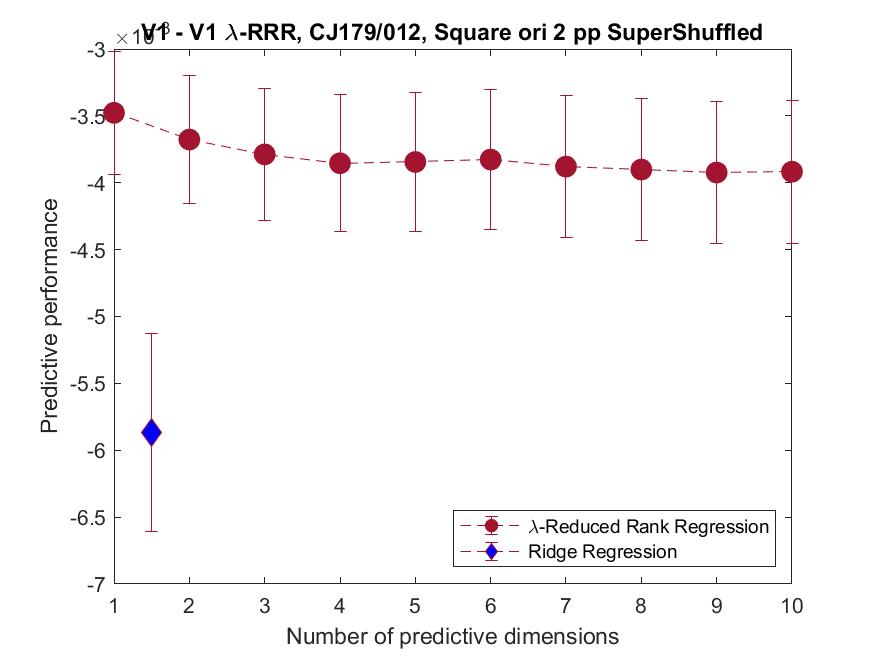 V1 - V1 λ-RRR, CJ179/012, Square ori 2 pp SuperShuffled
×10-3
-3
-3.5
-4
-4.5
-5
-5.5
-6
-6.5
-7
Predictive performance
1 2 3 4 5 6 7 8 9 10
Number of predictive dimensions
λ-Reduced Rank Regression
Ridge Regression